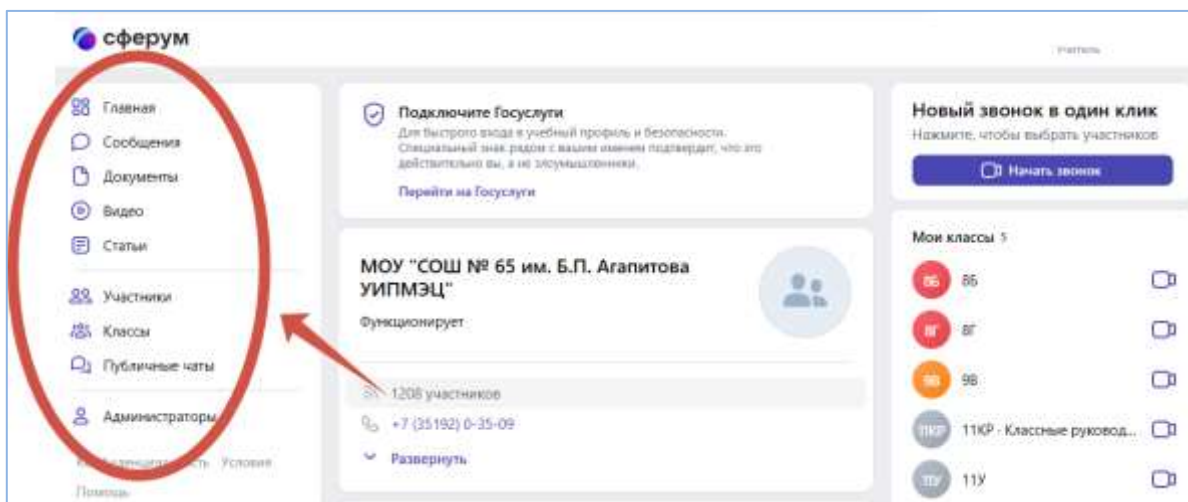 сферум
Учитель
Главная
Сообщения
Документы
Видео
Статьи
Участники
Классы
Публичные чаты
Администраторы
Условия
Помощь
Подключите Госуслуги
Для быстрого входа в учебный профиль и безопасности.
Специальный знак рядом с вашим именем подтвердит, что это
действительно вы, а не злоумышленники.
Перейти на Госуслуги
МОУ "СОШ № 65 им. Б.П. Агапитова
УИПМЭЦ"
Функционирует
1208 участников
+7 (35192) 0-35-09
Развернуть
Новый звонок в один клик
Нажмите, чтобы выбрать участников
Начать звонок
Мои классы 5
8Б 8Б
8Г 8Г
9В 9В
11КР - Классные руковод...
11У 11У